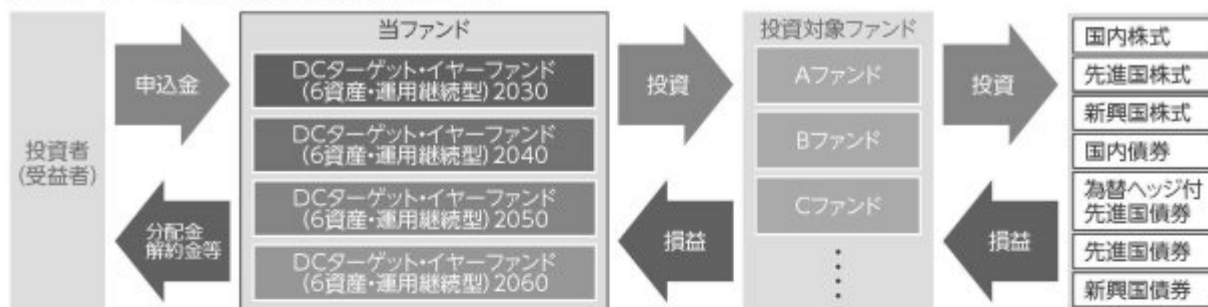 投資者
(受益者)
申込金
分配金
解約金等
当ファンド
DCターゲット・イヤーファンド
(6資産・運用継続型)2030
DCターゲット・イヤーファンド
(6資産・運用継続型)2040
DCターゲット・イヤーファンド
(6資産・運用継続型)2050
DCターゲット・イヤーファンド
(6資産・運用継続型)2060
投資
損益
投資対象ファンド
Aファンド
Bファンド
Cファンド
投資
損益
国内株式
先進国株式
新興国株式
国内債券
為替ヘッジ付
先進国債券
先進国債券
新興国債券